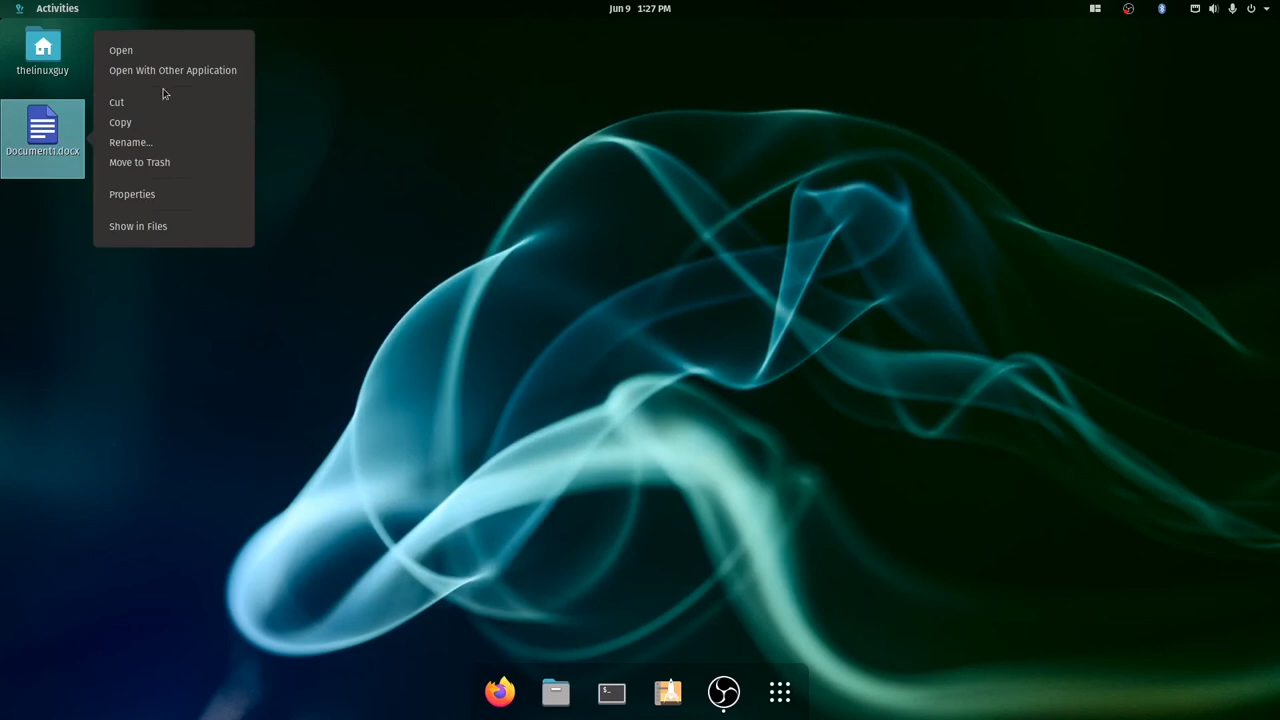 Activities
Jun 9 1:27 PM
thelinuxguy
Document1.docx
Open
Open With Other Application
Cut
Copy
Rename...
Move to Trash
Properties
Show in Files
$_